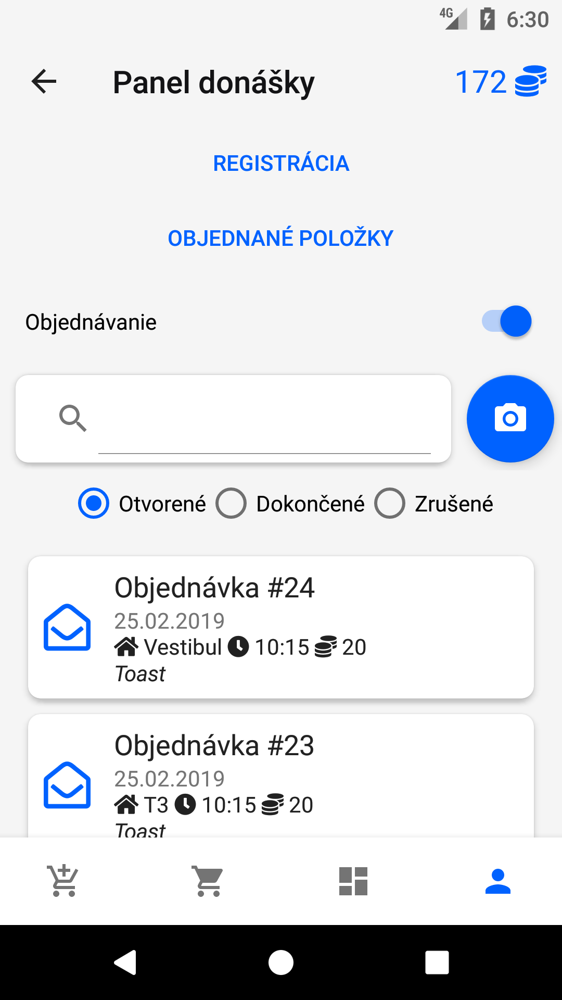 4G 6:30
Panel donášky 172
REGISTRÁCIA
OBJEDNANÉ POLOŽKY
Objednávanie
Otvorené Dokončené Zrušené
Objednávka #24
25.02.2019
Vestibul 10:15 20
Toast
Objednávka #23
25.02.2019
T3 10:15 20
Toast